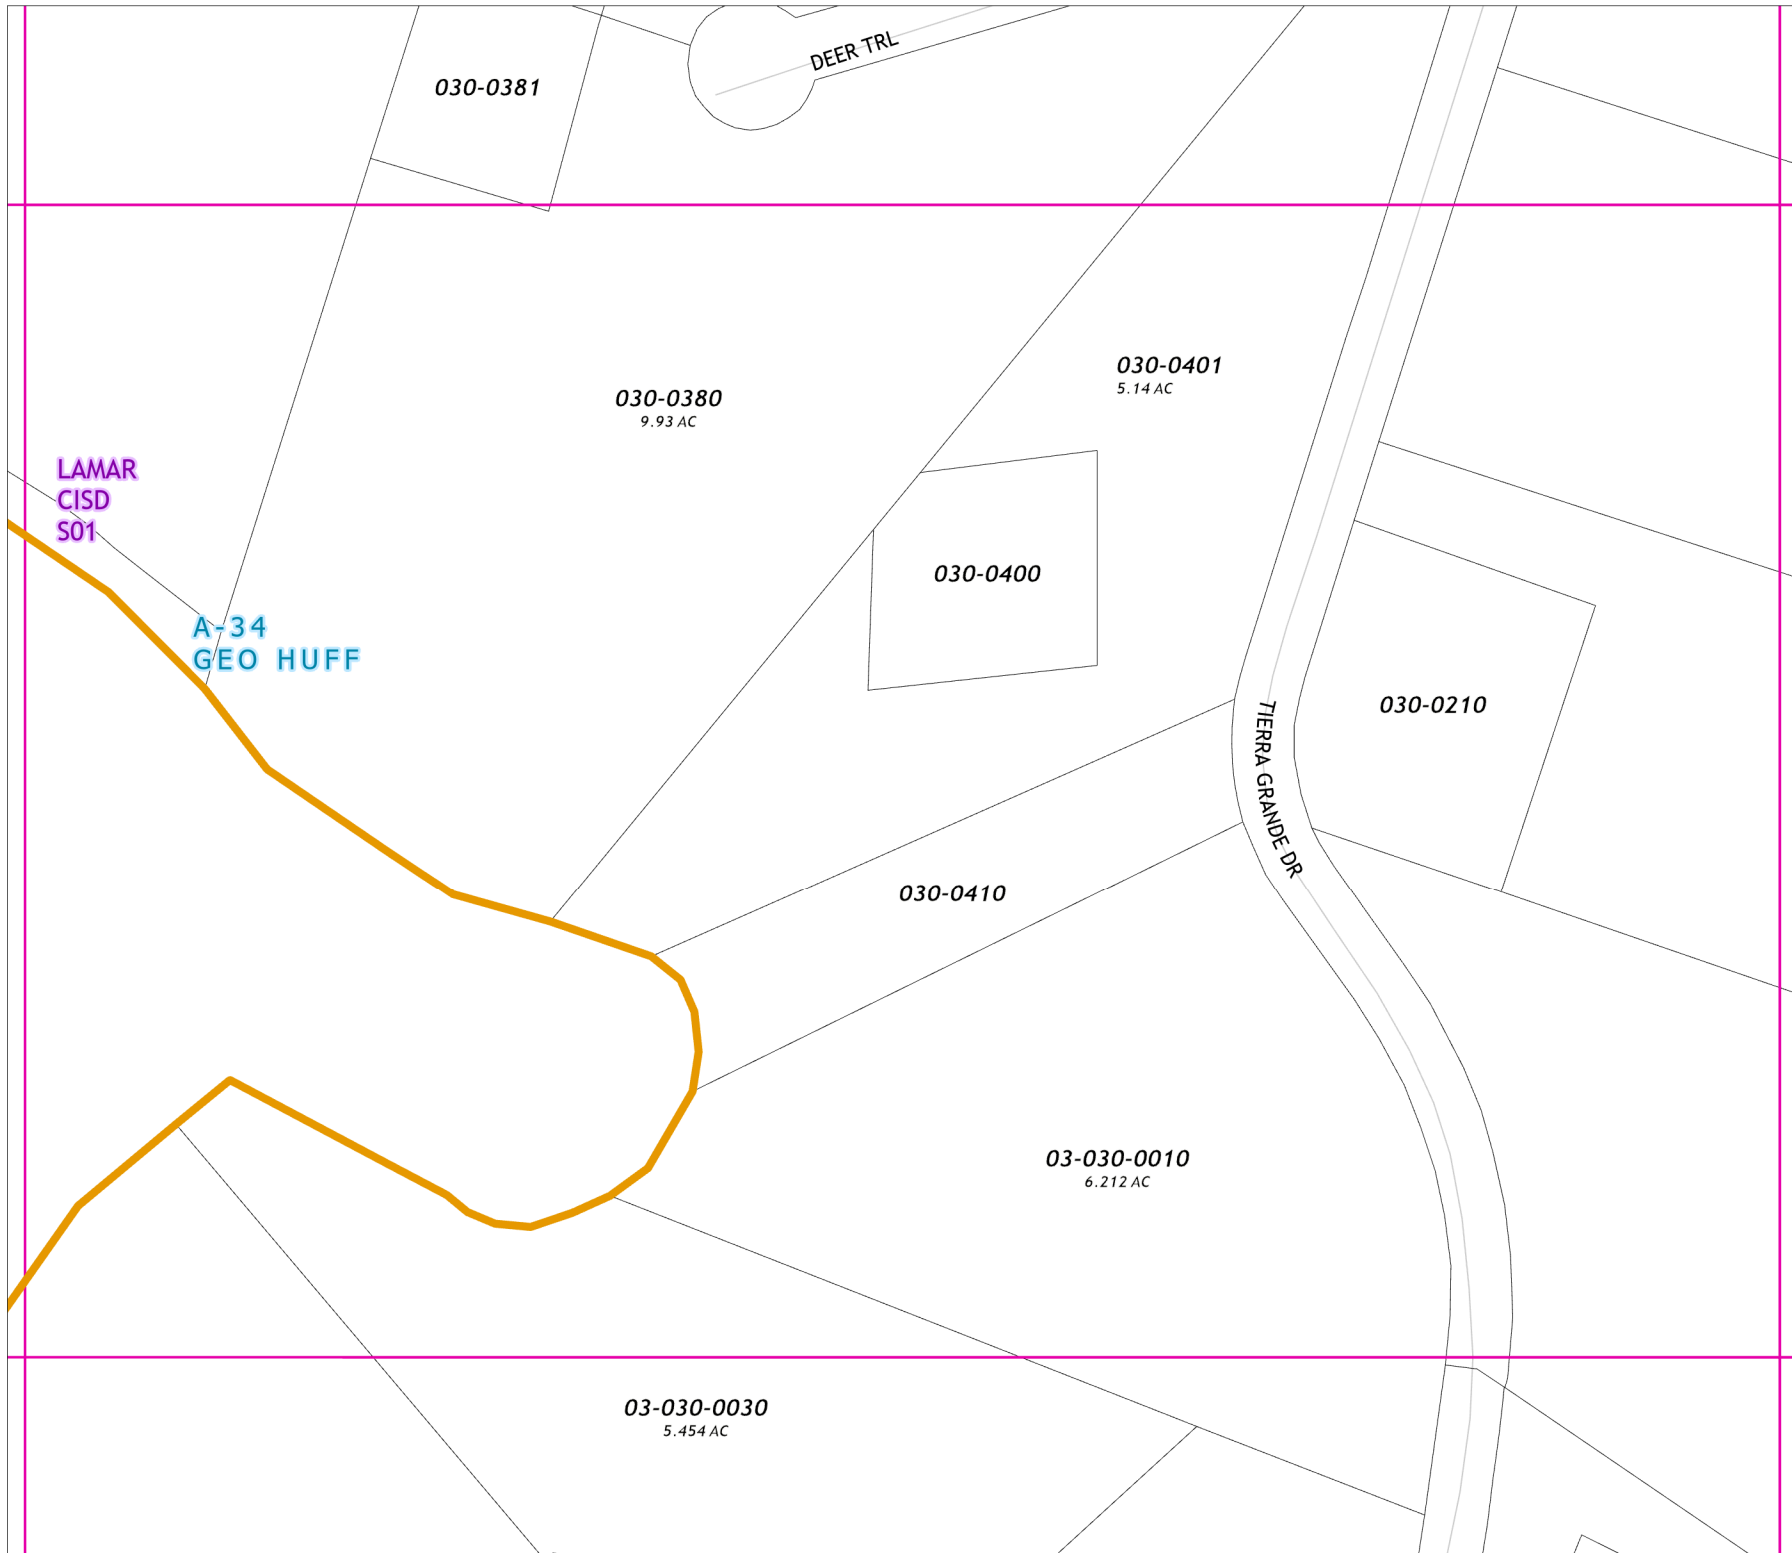 DEER TRL
030-0381
030-0401
5.14 AC
030-0380
9.93 AC
LAMAR
CISD
S01
030-0400
A-34
GEO HUFF
030-0210
TIERRA GRANDE DR
030-0410
03-030-0010
6.212 AC
03-030-0030
5.454 AC